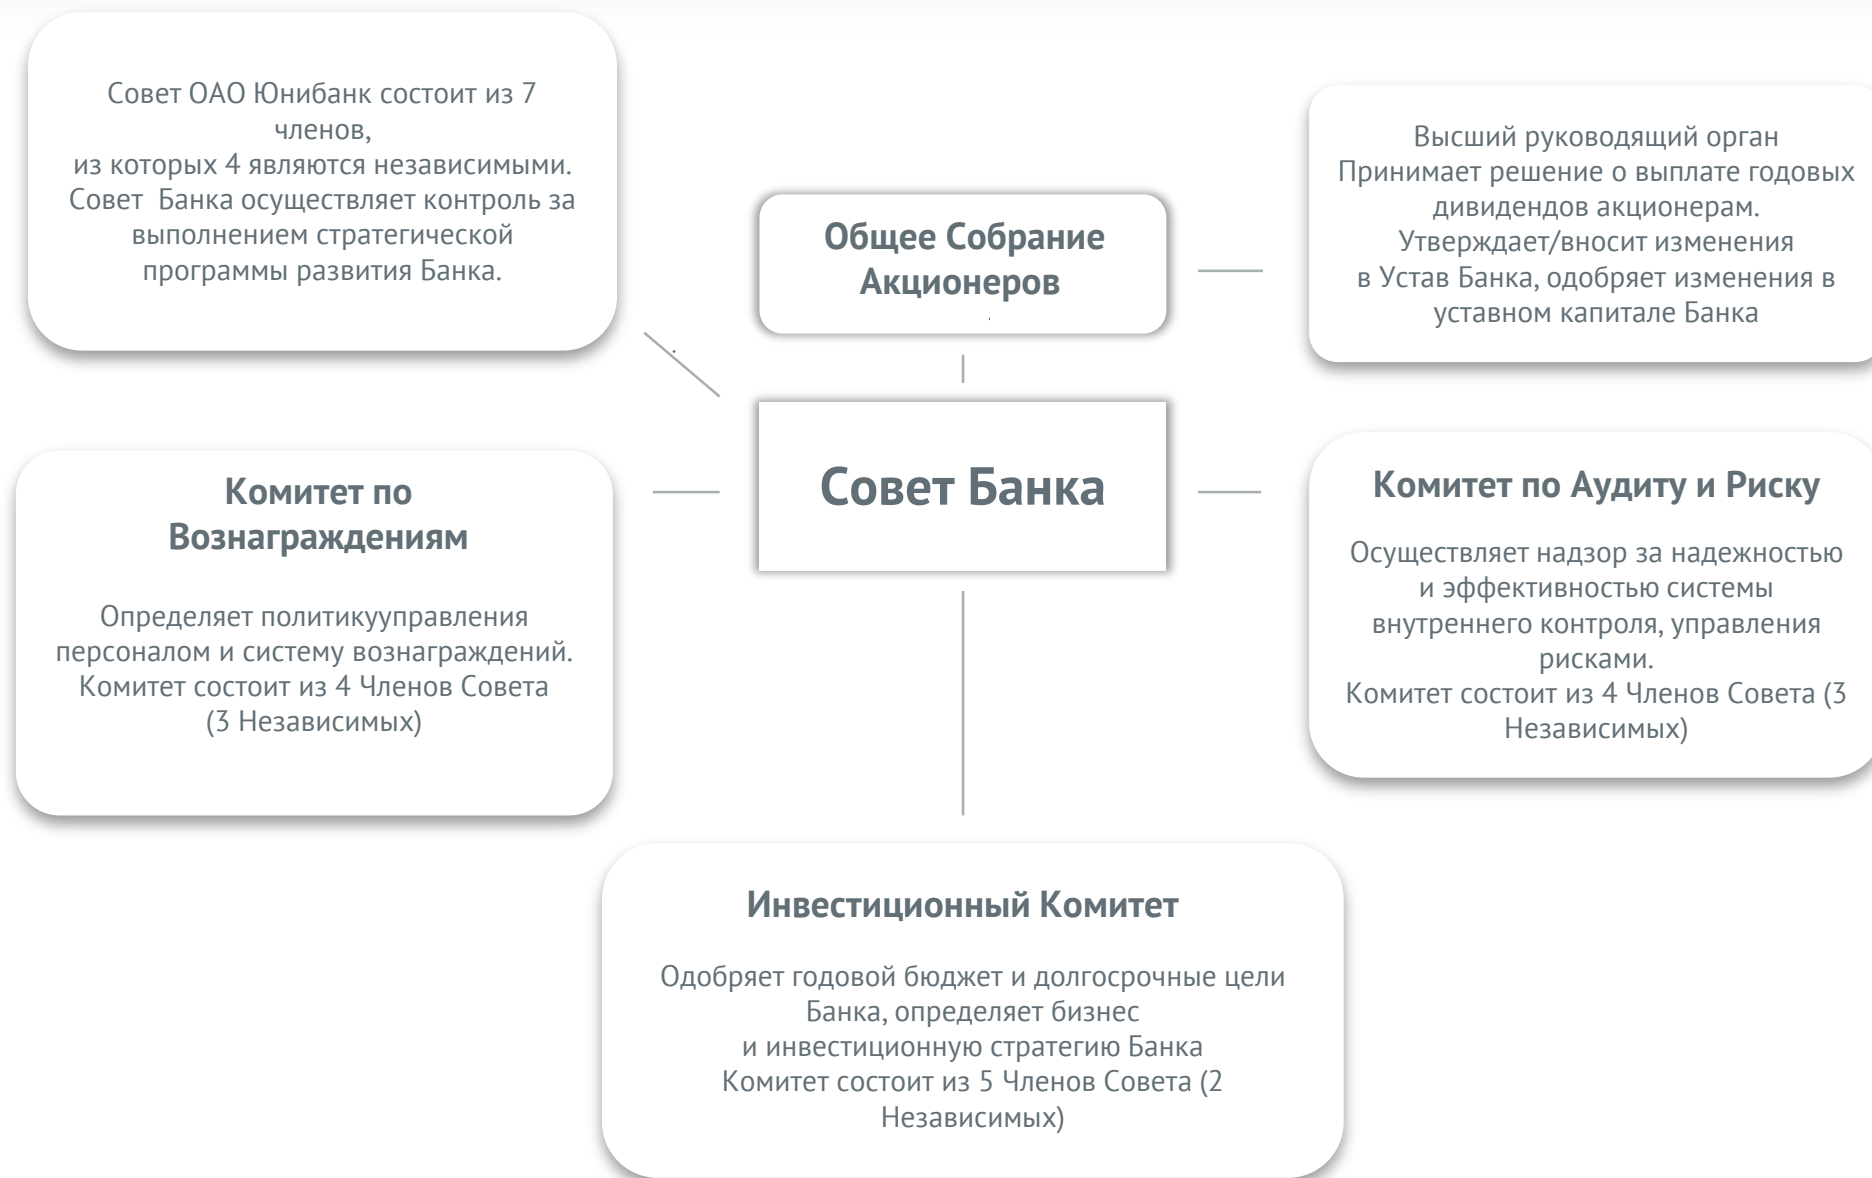 Совет ОАО Юнибанк состоит из 7
членов,
из которых 4 являются независимыми.
Совет Банка осуществляет контроль за
выполнением стратегической
программы развития Банка.
Общее Собрание
Акционеров
Высший руководящий орган
Принимает решение о выплате годовых
дивидендов акционерам.
Утверждает/вносит изменения
в Устав Банка, одобряет изменения в
уставном капитале Банка
Комитет по
Вознаграждениям
Определяет политикууправления
персоналом и систему вознаграждений.
Комитет состоит из 4 Членов Совета
(3 Независимых)
Совет Банка
Комитет по Аудиту и Риску
Осуществляет надзор за надежностью
и эффективностью системы
внутреннего контроля, управления
рисками.
Комитет состоит из 4 Членов Совета (3
Независимых)
Инвестиционный Комитет
Одобряет годовой бюджет и долгосрочные цели
Банка, определяет бизнес
и инвестиционную стратегию Банка
Комитет состоит из 5 Членов Совета (2
Независимых)